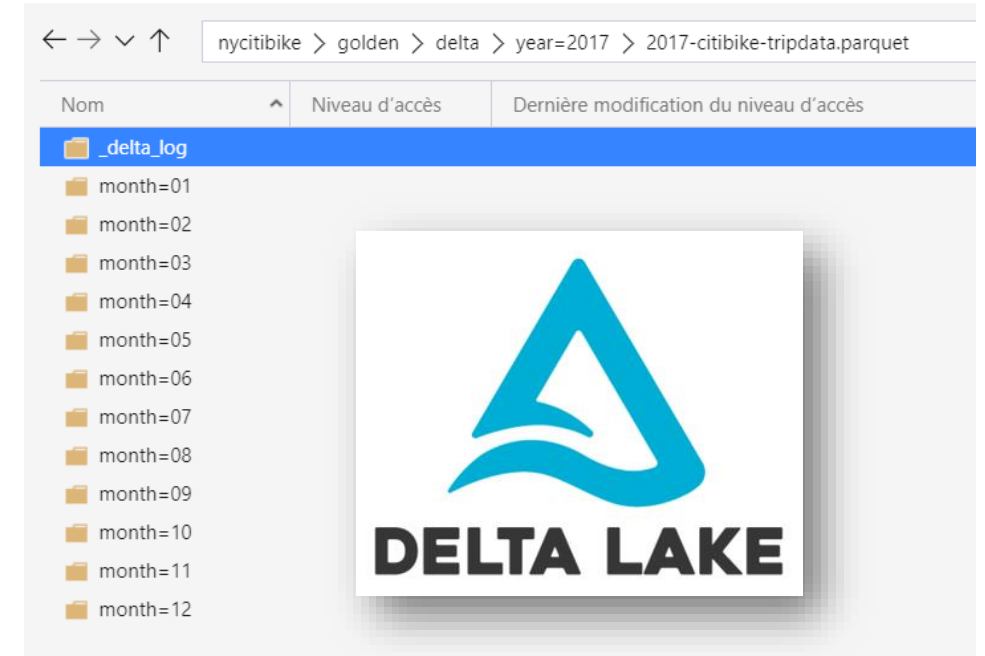 nycitibike > golden > delta > year=2017 > 2017-citibike-tripdata.parquet
Nom Niveau d'accès Dernière modification du niveau d'accès
_delta_log
month=01
month=02
month=03
month=04
month=05
month=06
month=07
month=08
month=09
month=10
month=11
month=12
DELTA LAKE